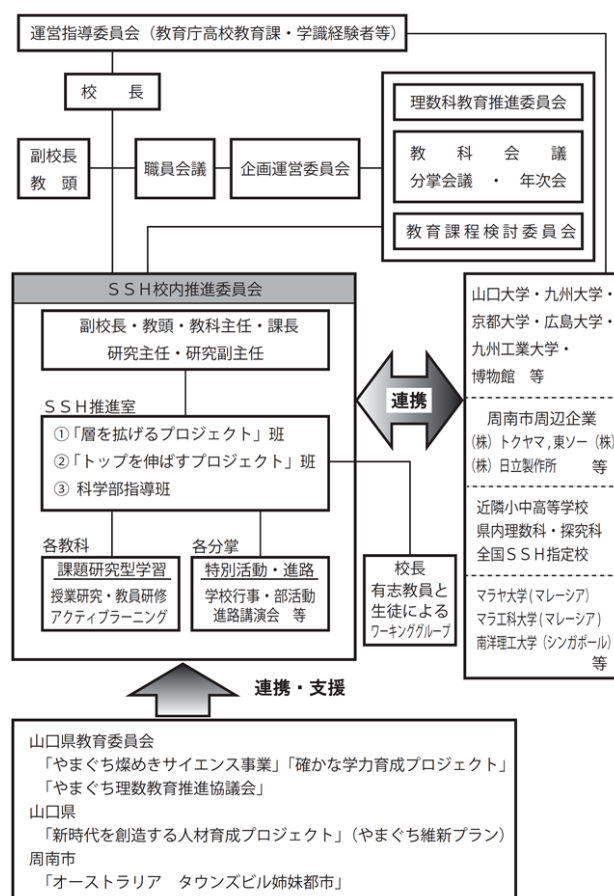 運営指導委員会（教育庁高校教育課・学識経験者等）
校　長
副校長
教　頭
職員会議
企画運営委員会
理数科教育推進委員会
教　科　会　議
分掌会議　・　年次会
教育課程検討委員会
ＳＳＨ校内推進委員会
副校長・教頭・教科主任・課長
研究主任・研究副主任
ＳＳＨ推進室
①「層を拡げるプロジェクト」班
②「トップを伸ばすプロジェクト」班
③ 科学部指導班
各教科
課題研究型学習
授業研究・教員研修
アクティブラーニング
各分掌
特別活動・進路
学校行事・部活動
進路講演会　等
連携
校長
有志教員と
生徒による
ワーキンググループ
山口大学・九州大学・
京都大学・広島大学・
九州工業大学・
博物館　等
周南市周辺企業
(株) トクヤマ , 東ソー (株)
(株) 日立製作所　　等
近隣小中高等学校
県内理数科・探究科
全国ＳＳＨ指定校
マラヤ大学(マレーシア)
マラ工科大学(マレーシア)
南洋理工大学（シンガポール）
等
連携・支援
山口県教育委員会
「やまぐち燦めきサイエンス事業」「確かな学力育成プロジェクト」
「やまぐち理数教育推進協議会」
山口県
「新時代を創造する人材育成プロジェクト」（やまぐち維新プラン）
周南市
「オーストラリア　タウンズビル姉妹都市」